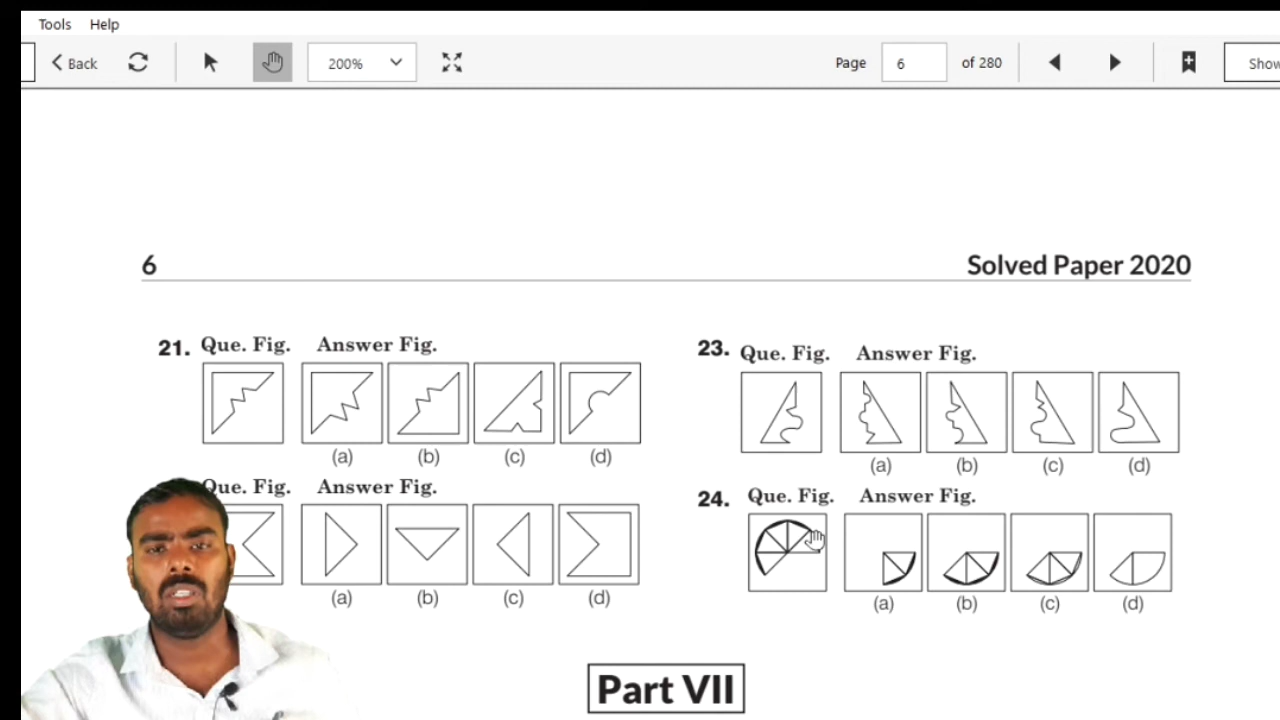 Tools Help
Back 200% Page 6 of 280 Show
6 Solved Paper 2020
21. Que. Fig. Answer Fig.
(a) (b) (c) (d)
Que. Fig. Answer Fig.
(a) (b) (c) (d)
23. Que. Fig. Answer Fig.
(a) (b) (c) (d)
24. Que. Fig. Answer Fig.
(a) (b) (c) (d)
Part VII